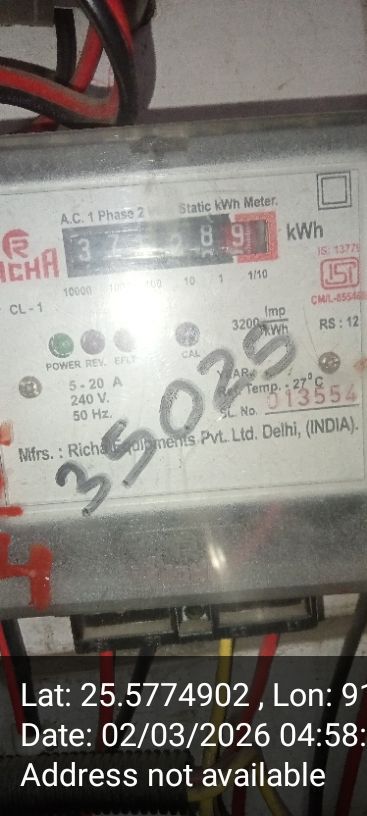 A.C. 1 Phase 2 Static kWh Meter.
RICHA
kWh
IS: 13779
10000 100 10 1 1/10
CL - 1
3200 Imp
kWh
RS : 12
POWER REV. EFLT CAL
5 - 20 A
240 V.
50 Hz.
YEAR
Ref. Temp. - 27°C
SL. No. 013554
Mfrs. : Richa Equipments Pvt. Ltd. Delhi, (INDIA).
35025
4
Lat: 25.5774902 , Lon: 91
Date: 02/03/2026 04:58:
Address not available